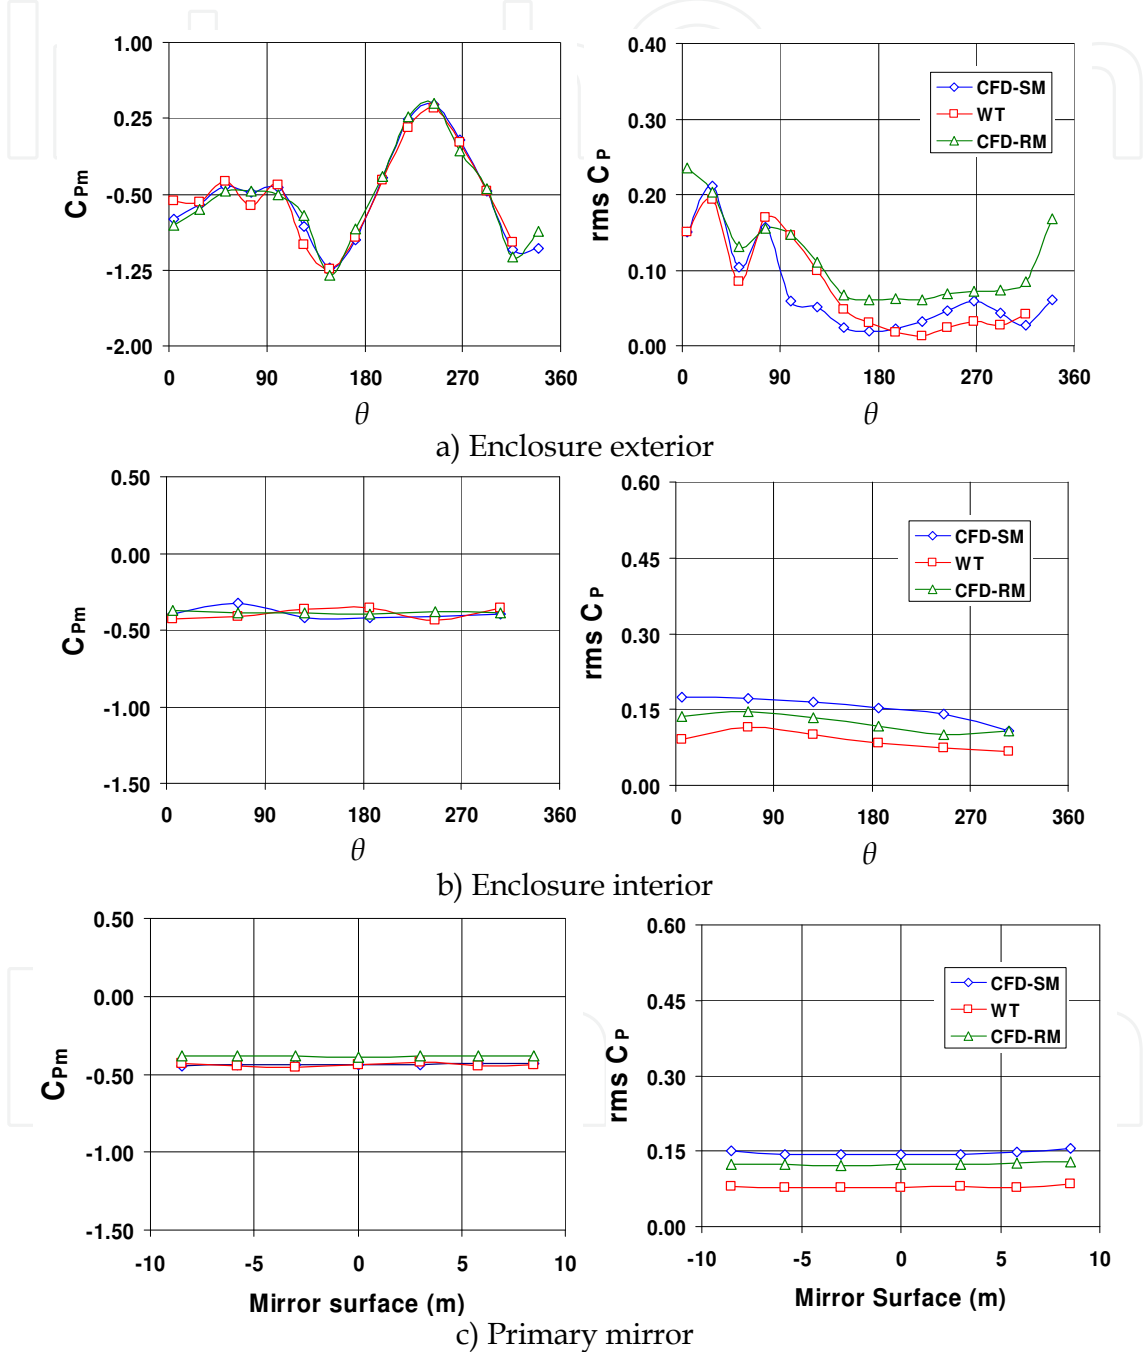 1.00
0.25
-0.50
-1.25
-2.00
CPm
0 90 180 270 360
θ
0.40
0.30
0.20
0.10
0.00
rms CP
0 90 180 270 360
θ
CFD-SM
WT
CFD-RM
a) Enclosure exterior
0.50
0.00
-0.50
-1.00
-1.50
CPm
0 90 180 270 360
θ
0.60
0.45
0.30
0.15
0.00
rms CP
0 90 180 270 360
θ
CFD-SM
WT
CFD-RM
b) Enclosure interior
0.50
0.00
-0.50
-1.00
-1.50
CPm
-10 -5 0 5 10
Mirror surface (m)
0.60
0.45
0.30
0.15
0.00
rms CP
-10 -5 0 5 10
Mirror Surface (m)
CFD-SM
WT
CFD-RM
c) Primary mirror